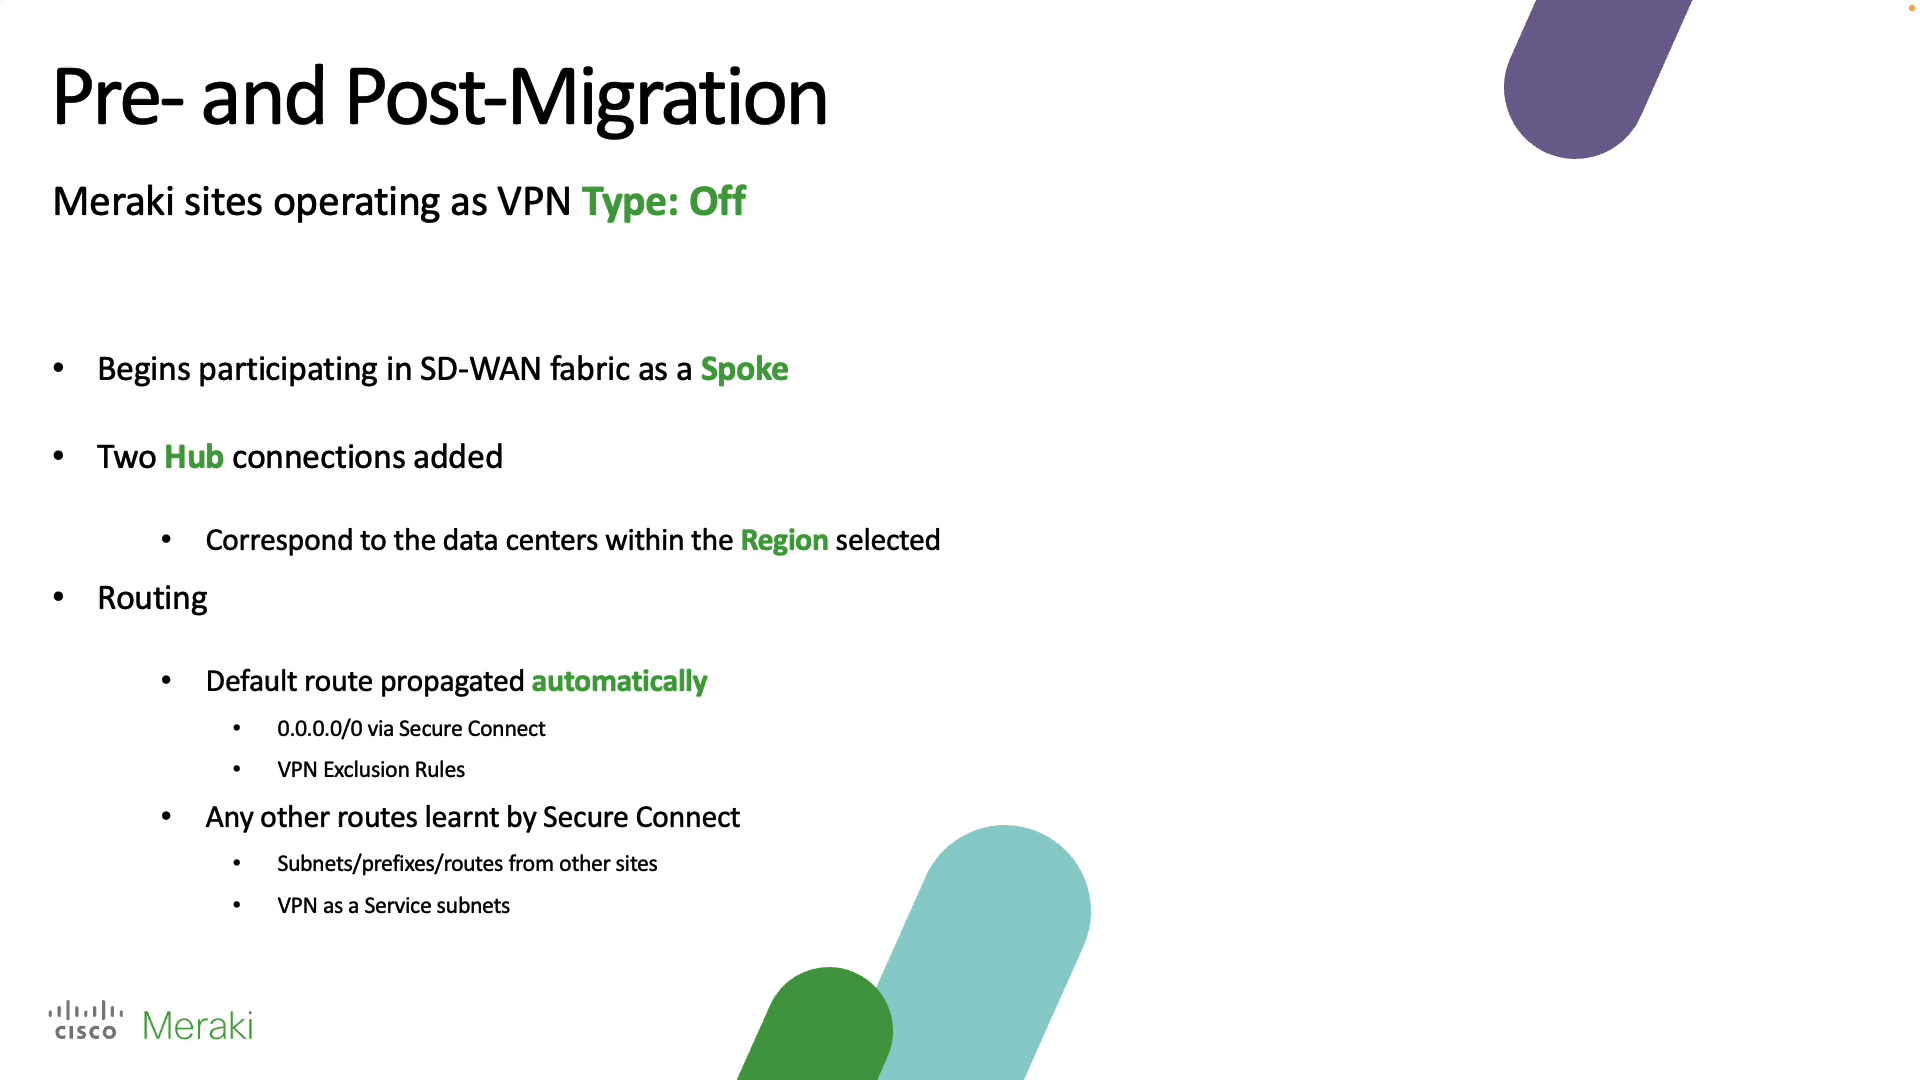 Pre- and Post-Migration
Meraki sites operating as VPN Type: Off
• Begins participating in SD-WAN fabric as a Spoke
• Two Hub connections added
• Correspond to the data centers within the Region selected
• Routing
• Default route propagated automatically
• 0.0.0.0/0 via Secure Connect
• VPN Exclusion Rules
• Any other routes learnt by Secure Connect
• Subnets/prefixes/routes from other sites
• VPN as a Service subnets
cisco Meraki